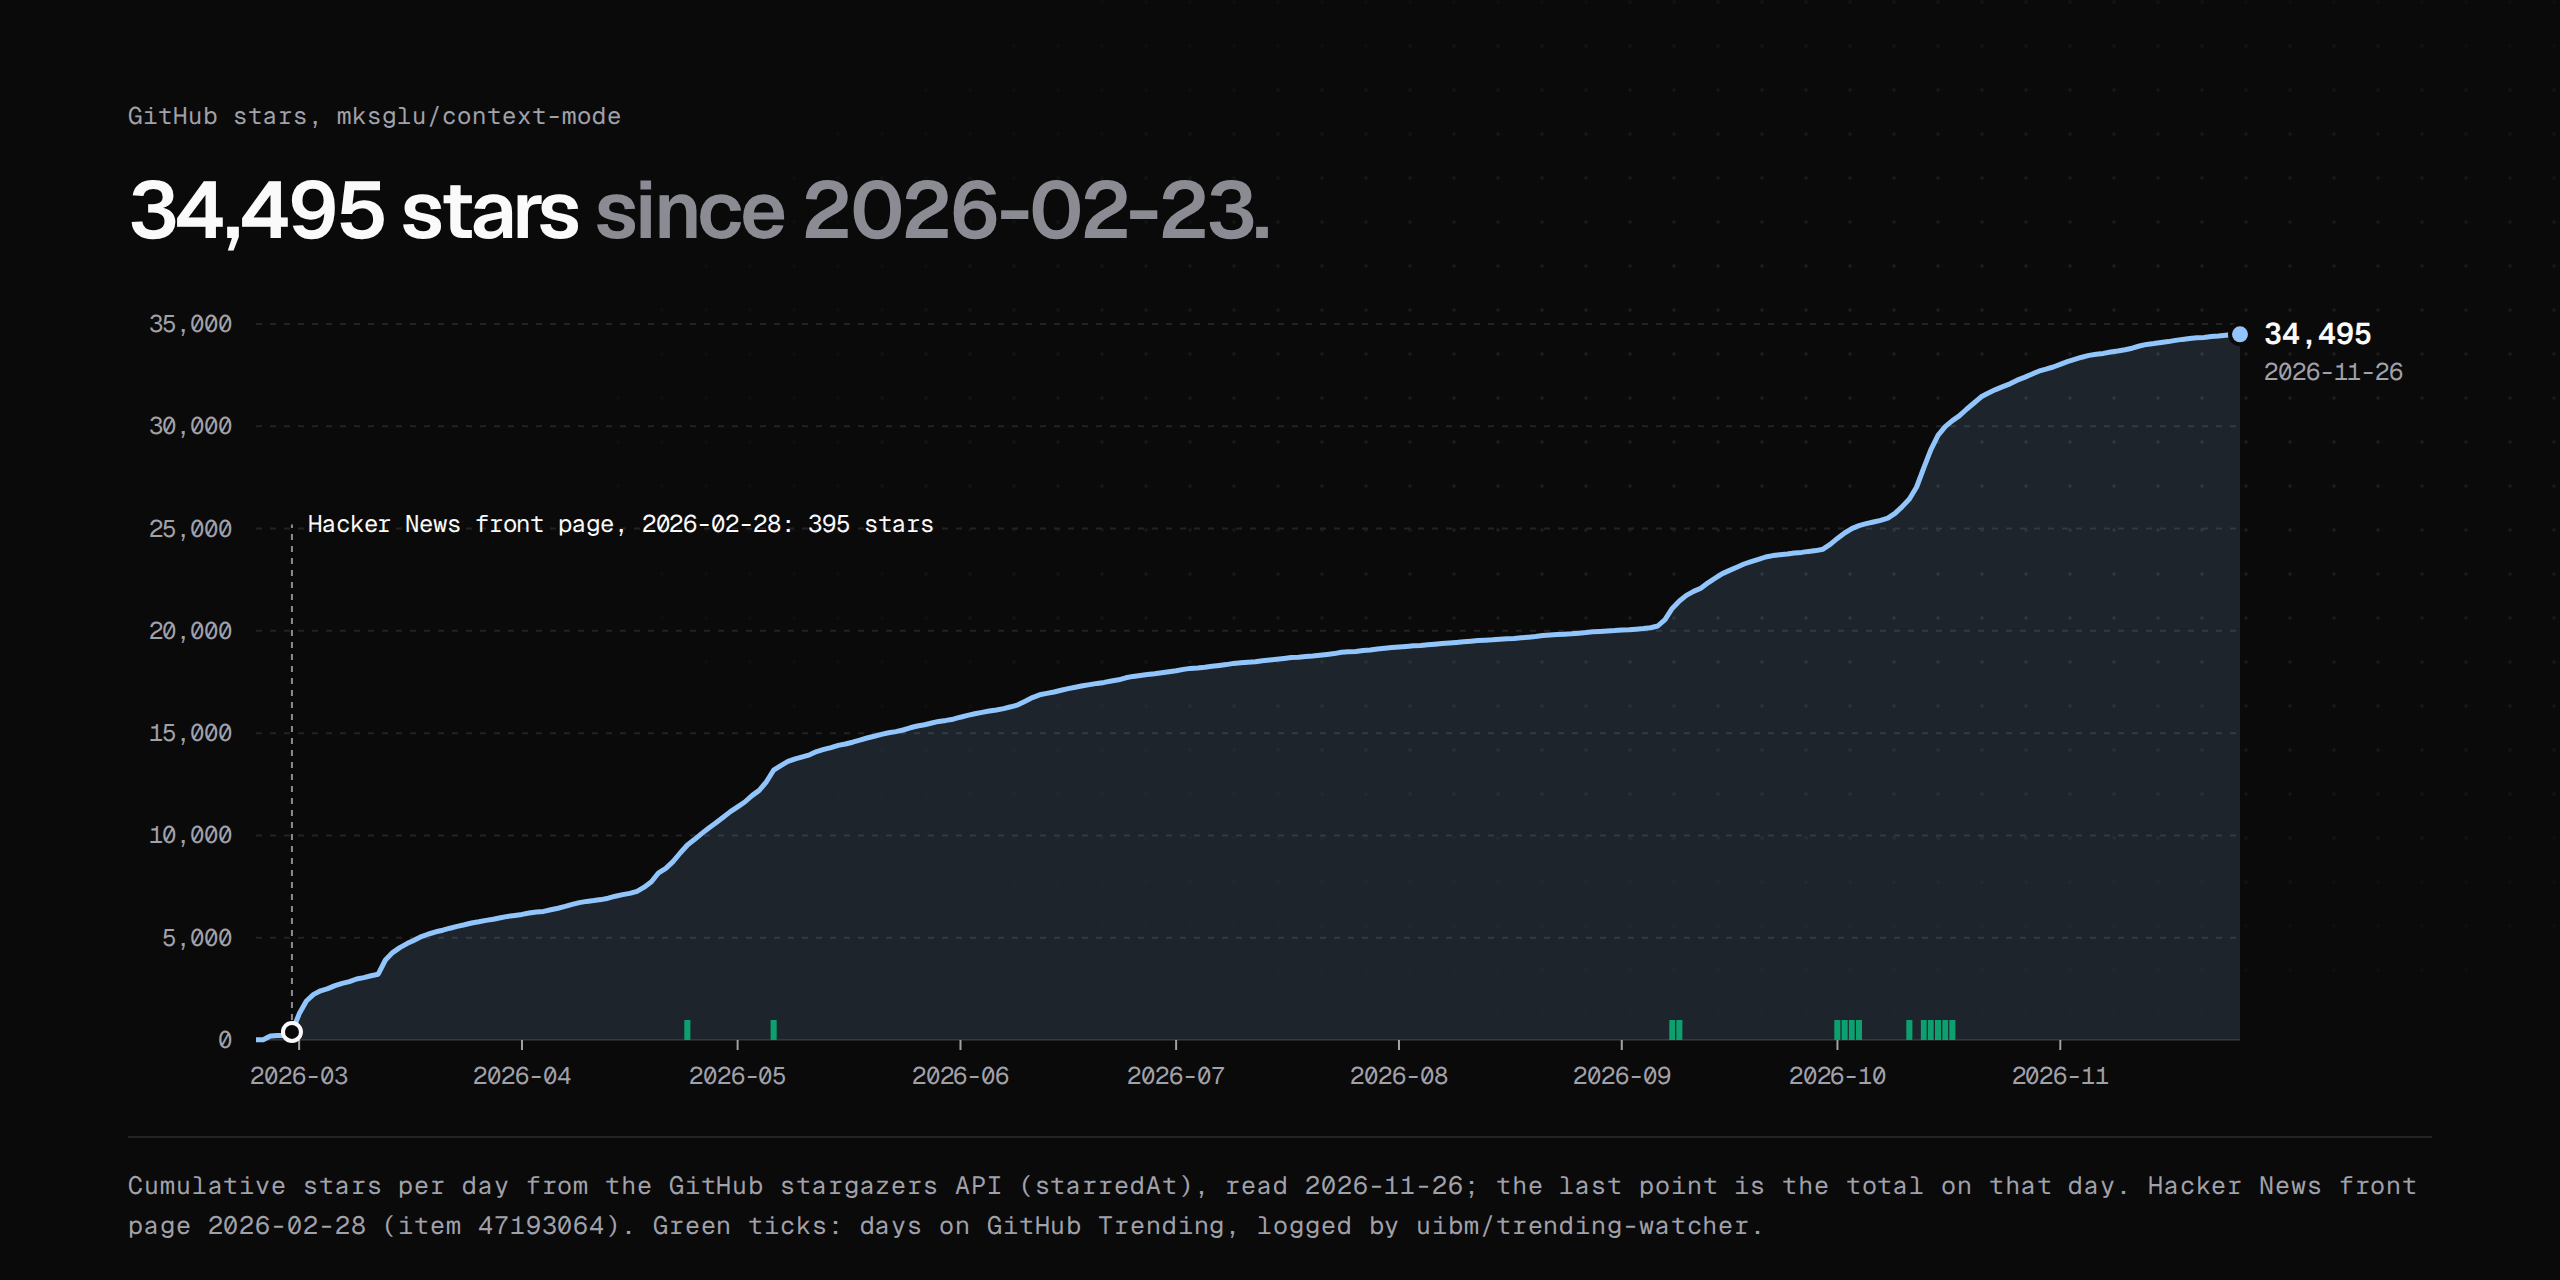 GitHub stars, mksglu/context-mode
34,495 stars since 2026-02-23.
35,000
34,495
2026-11-26
30,000
25,000
Hacker News front page, 2026-02-28: 395 stars
20,000
15,000
10,000
5,000
0
2026-03 2026-04 2026-05 2026-06 2026-07 2026-08 2026-09 2026-10 2026-11
Cumulative stars per day from the GitHub stargazers API (starredAt), read 2026-11-26; the last point is the total on that day. Hacker News front
page 2026-02-28 (item 47193064). Green ticks: days on GitHub Trending, logged by uibm/trending-watcher.